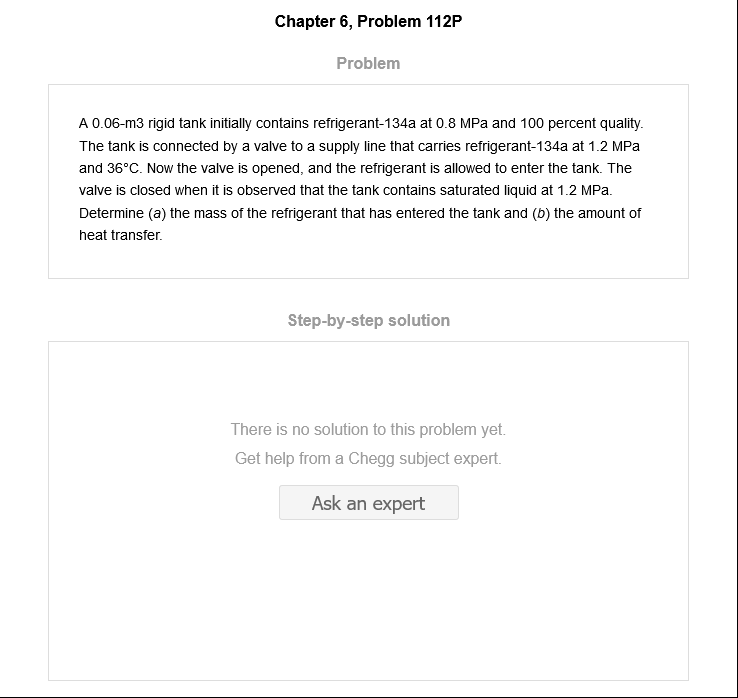 Chapter 6, Problem 112P
Problem
A 0.06-m3 rigid tank initially contains refrigerant-134a at 0.8 MPa and 100 percent quality.
The tank is connected by a valve to a supply line that carries refrigerant-134a at 1.2 MPa
and 36°C. Now the valve is opened, and the refrigerant is allowed to enter the tank. The
valve is closed when it is observed that the tank contains saturated liquid at 1.2 MPa.
Determine (a) the mass of the refrigerant that has entered the tank and (b) the amount of
heat transfer.
Step-by-step solution
There is no solution to this problem yet.
Get help from a Chegg subject expert.
Ask an expert